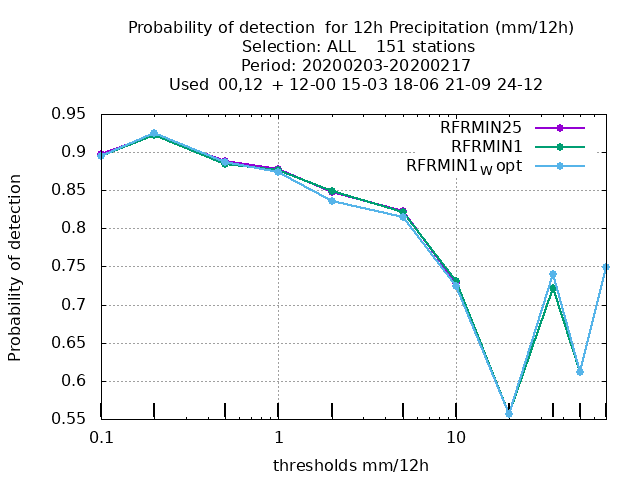 Probability of detection  for 12h Precipitation (mm/12h)
Selection: ALL    151 stations
Period: 20200203-20200217
Used  00,12  + 12-00 15-03 18-06 21-09 24-12
RFRMIN25
RFRMIN1
RFRMIN1W opt
Probability of detection
0.95
0.9
0.85
0.8
0.75
0.7
0.65
0.6
0.55
0.1 1 10
thresholds mm/12h